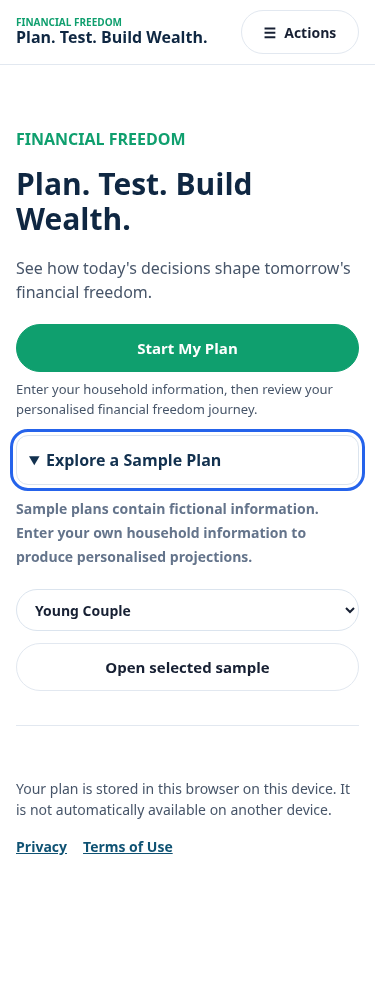 FINANCIAL FREEDOM
Plan. Test. Build Wealth.
☰ Actions
FINANCIAL FREEDOM
Plan. Test. Build
Wealth.
See how today's decisions shape tomorrow's
financial freedom.
Start My Plan
Enter your household information, then review your
personalised financial freedom journey.
▼ Explore a Sample Plan
Sample plans contain fictional information.
Enter your own household information to
produce personalised projections.
Young Couple
Open selected sample
Your plan is stored in this browser on this device. It
is not automatically available on another device.
Privacy Terms of Use